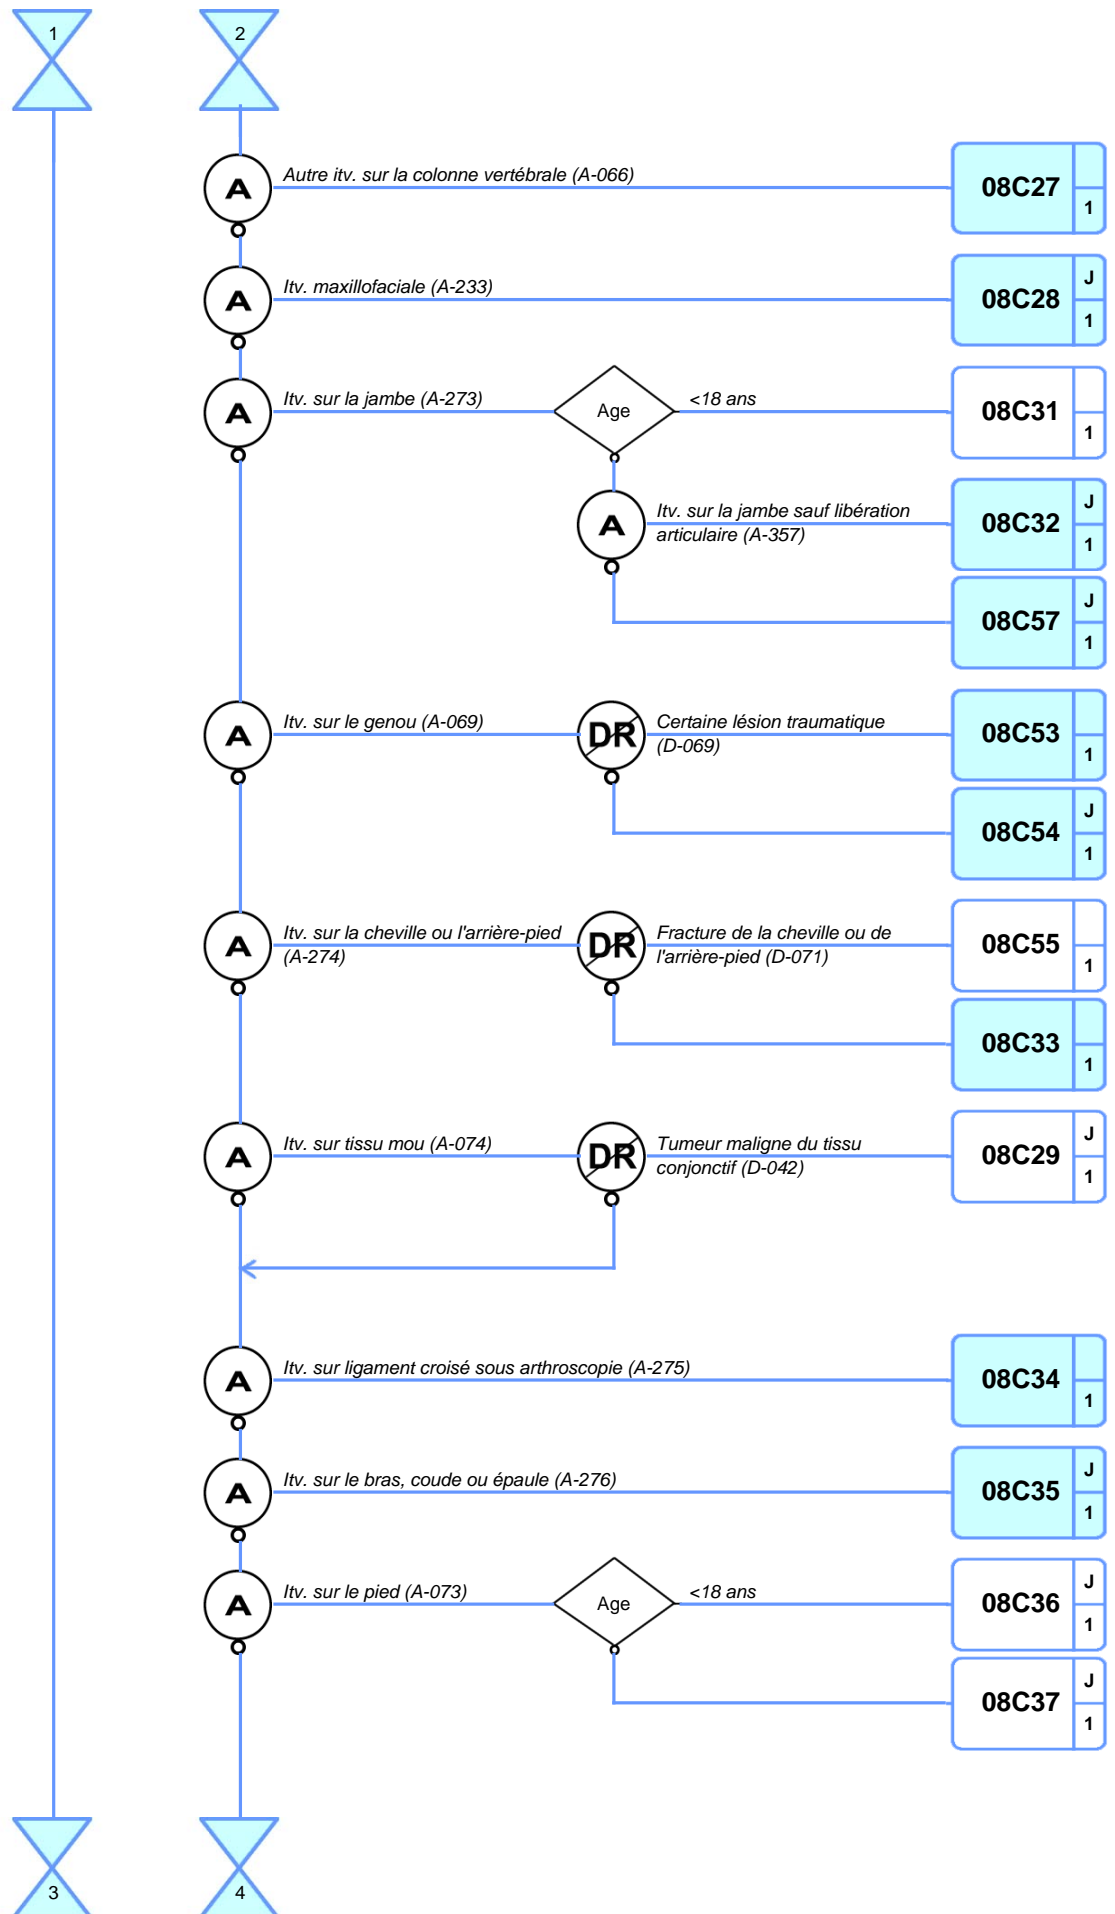 1
2
A
Autre itv. sur la colonne vertébrale (A-066)
08C27
1
A
Itv. maxillofaciale (A-233)
08C28
J
1
A
Itv. sur la jambe (A-273)
Age
<18 ans
08C31
1
A
Itv. sur la jambe sauf libération
articulaire (A-357)
08C32
J
1
08C57
J
1
A
Itv. sur le genou (A-069)
DR
Certaine lésion traumatique
(D-069)
08C53
1
08C54
J
1
A
Itv. sur la cheville ou l'arrière-pied
(A-274)
DR
Fracture de la cheville ou de
l'arrière-pied (D-071)
08C55
1
08C33
1
A
Itv. sur tissu mou (A-074)
DR
Tumeur maligne du tissu
conjonctif (D-042)
08C29
J
1
A
Itv. sur ligament croisé sous arthroscopie (A-275)
08C34
1
A
Itv. sur le bras, coude ou épaule (A-276)
08C35
J
1
A
Itv. sur le pied (A-073)
Age
<18 ans
08C36
J
1
08C37
J
1
3
4